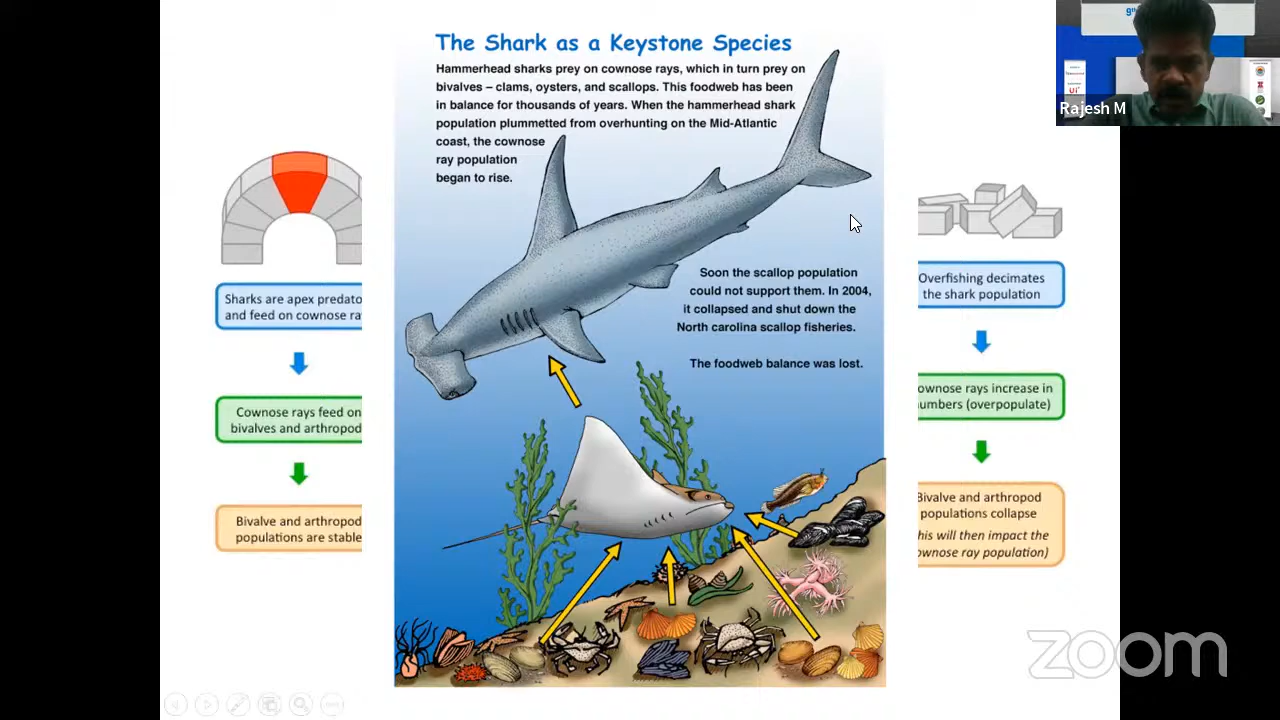 The Shark as a Keystone Species
Hammerhead sharks prey on cownose rays, which in turn prey on
bivalves – clams, oysters, and scallops. This foodweb has been
in balance for thousands of years. When the hammerhead shark
population plummetted from overhunting on the Mid-Atlantic
coast, the cownose
ray population
began to rise.
Soon the scallop population
could not support them. In 2004,
it collapsed and shut down the
North carolina scallop fisheries.
The foodweb balance was lost.
Sharks are apex predato
and feed on cownose ra
Cownose rays feed on
bivalves and arthropod
Bivalve and arthropod
populations are stable
Overfishing decimates
the shark population
ownose rays increase in
umbers (overpopulate)
Bivalve and arthropod
populations collapse
his will then impact the
ownose ray population)
Rajesh M
zoom